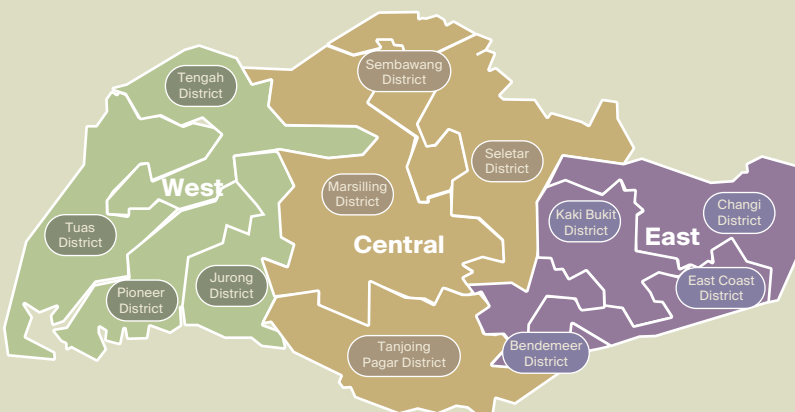 Sembawang
District
Tengah
District
Seletar
District
West
Marsilling
District
Changi
District
Kaki Bukit
District
Tuas
District
Central
East
Jurong
District
East Coast
District
Pioneer
District
Tanjoing
Pagar District
Bendemeer
District